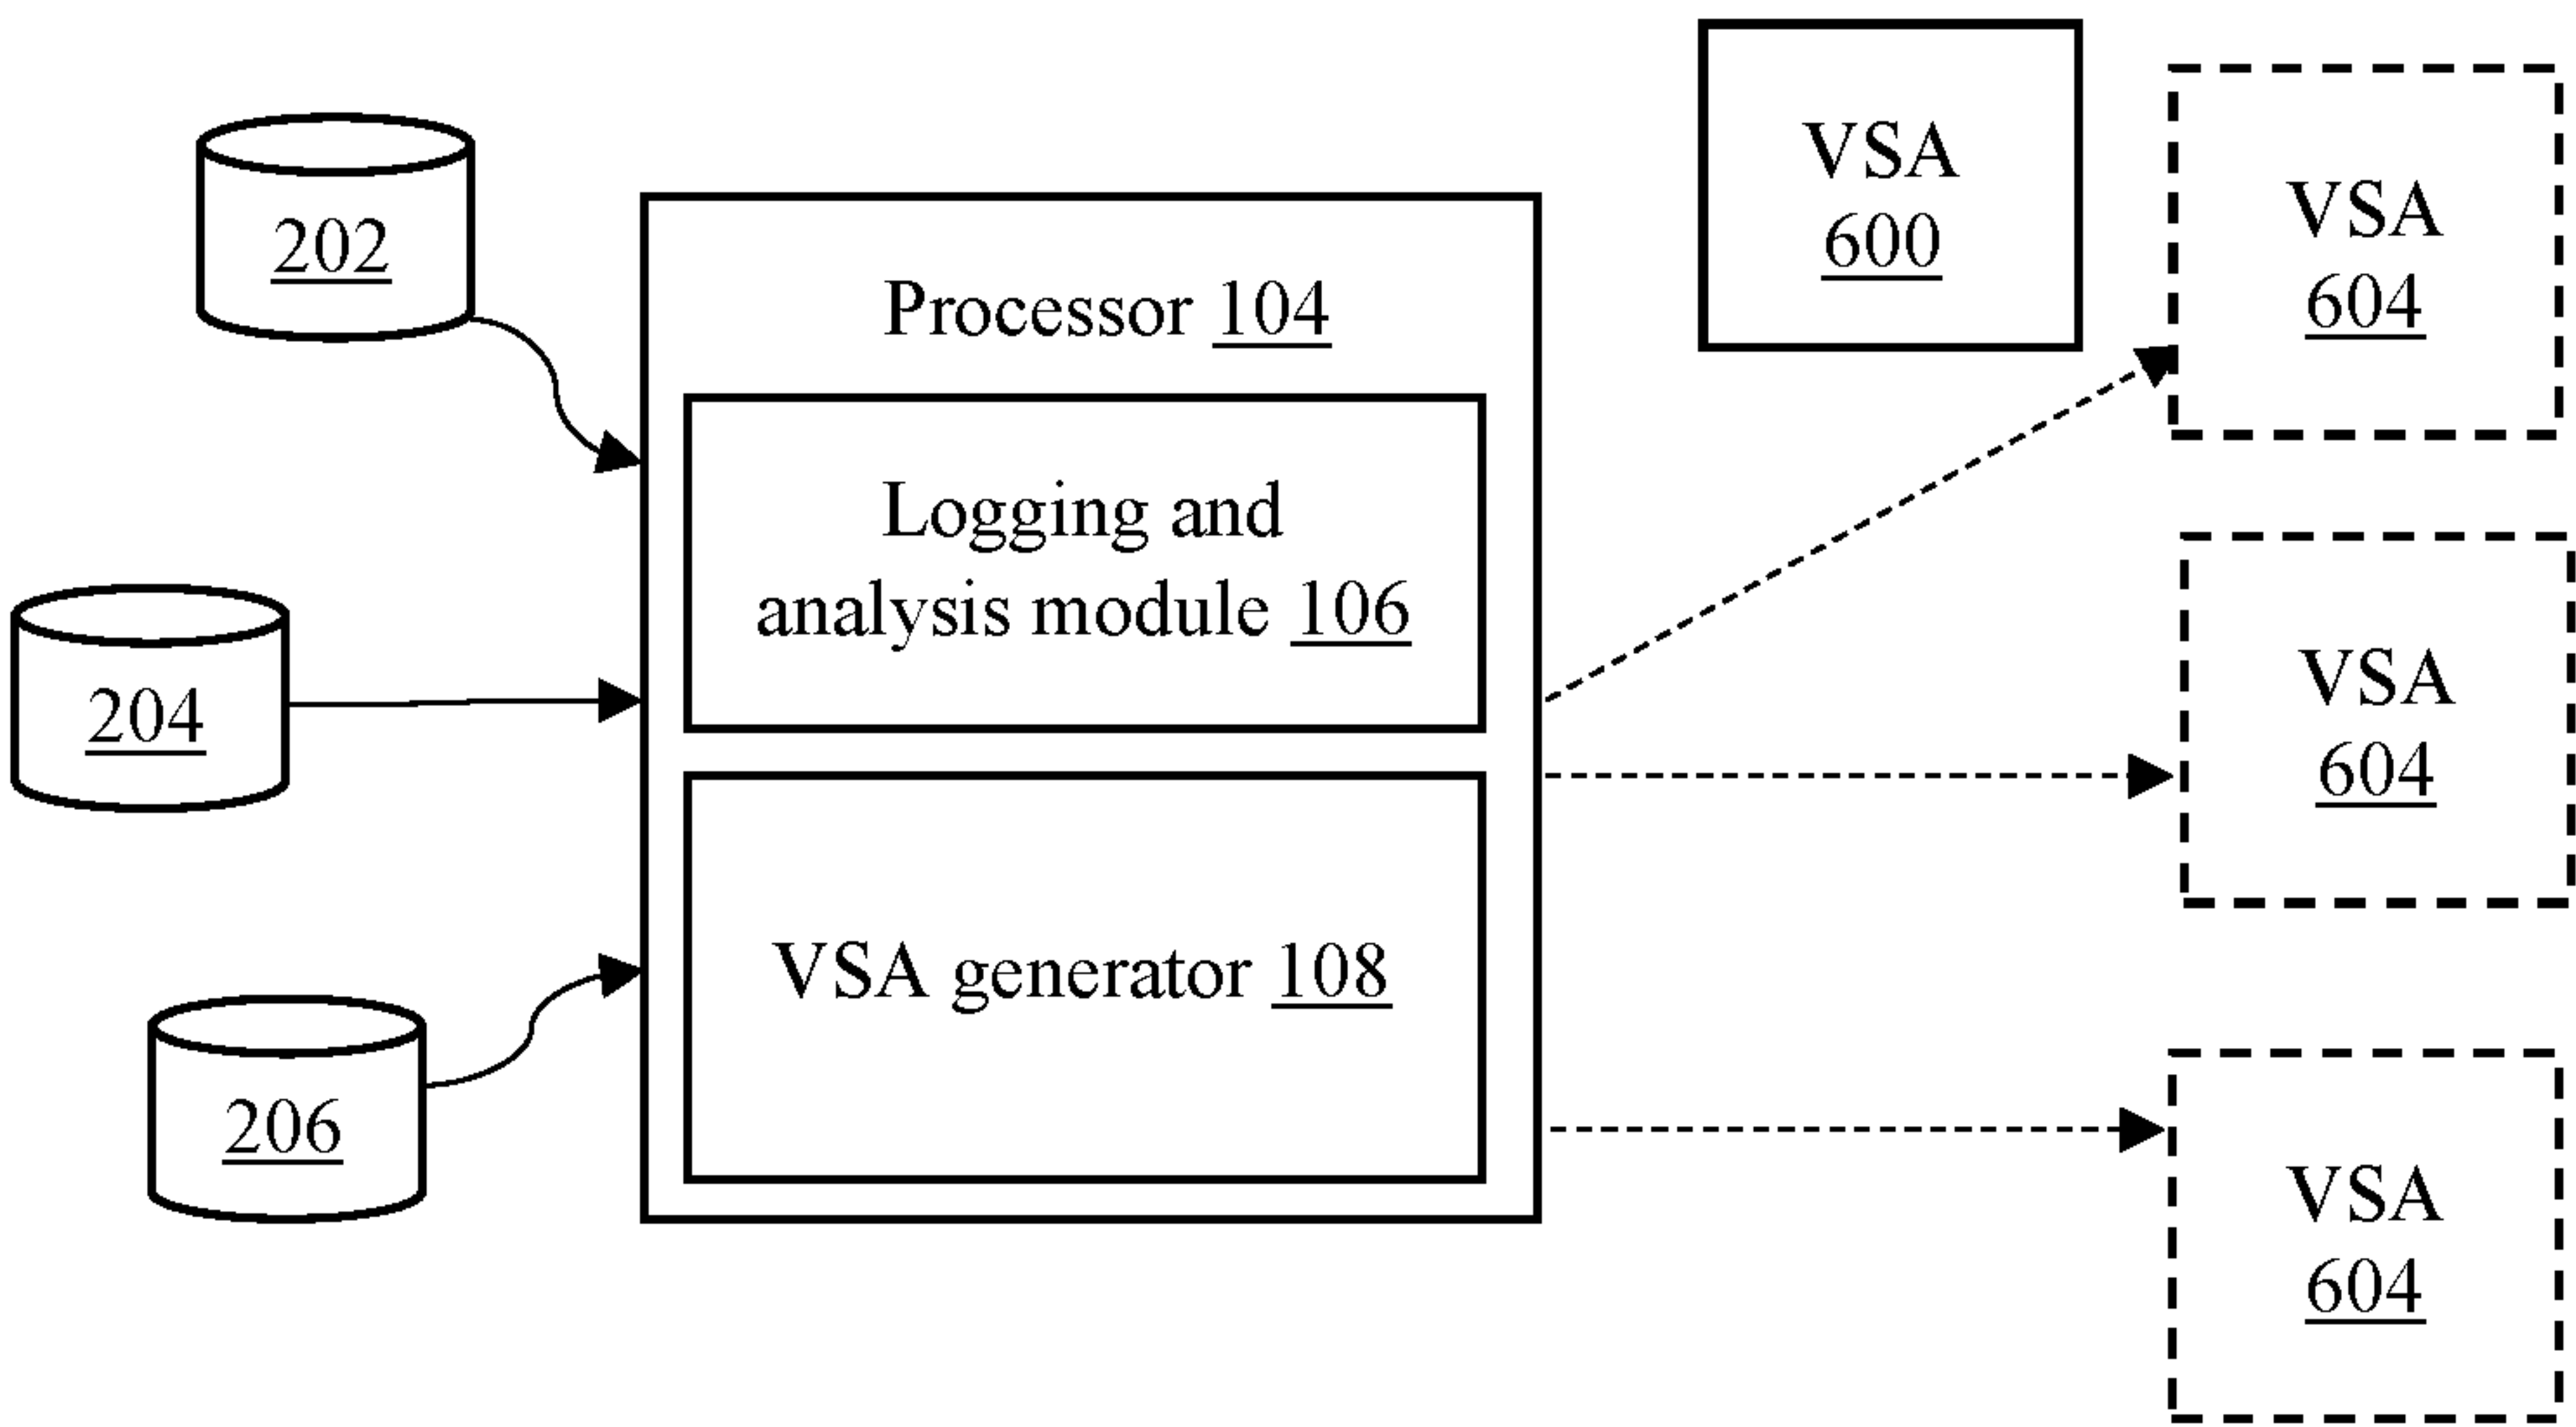 202
204
206
Processor 104
Logging and
analysis module 106
VSA generator 108
VSA
600
VSA
604
VSA
604
VSA
604